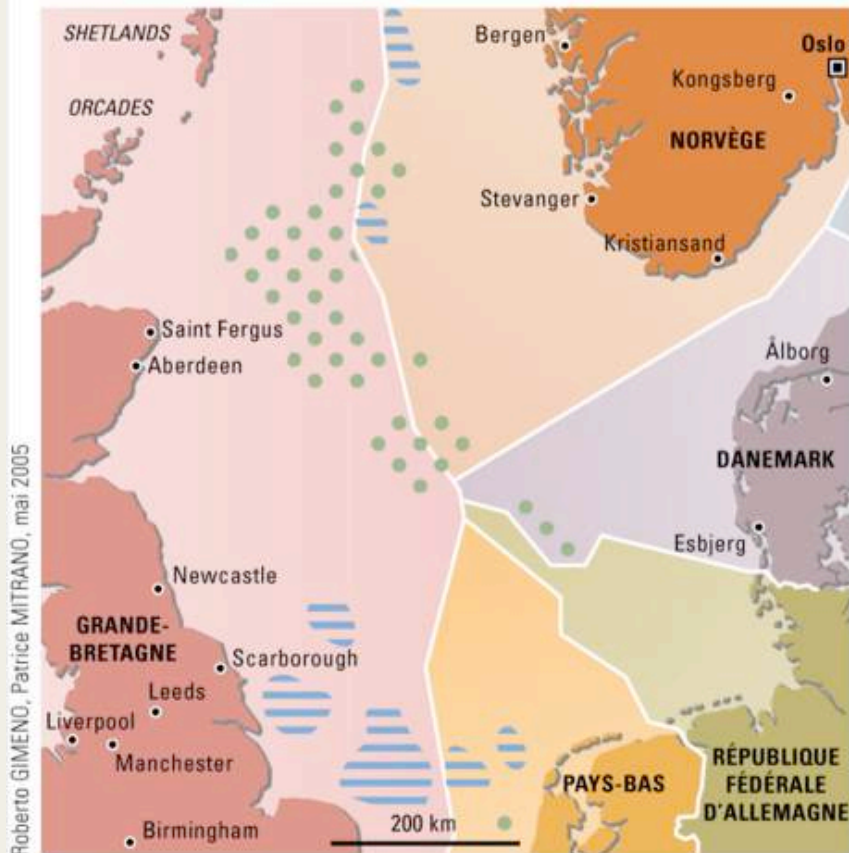 SHETLANDS
ORCADES
Bergen
Oslo
Kongsberg
NORVÈGE
Stevanger
Kristiansand
Saint Fergus
Aberdeen
Ålborg
DANEMARK
Esbjerg
Newcastle
GRANDE-
BRETAGNE
Scarborough
Leeds
Liverpool
Manchester
Birmingham
PAYS-BAS
RÉPUBLIQUE
FÉDÉRALE
D'ALLEMAGNE
200 km
Roberto GIMENO, Patrice MITRANO, mai 2005